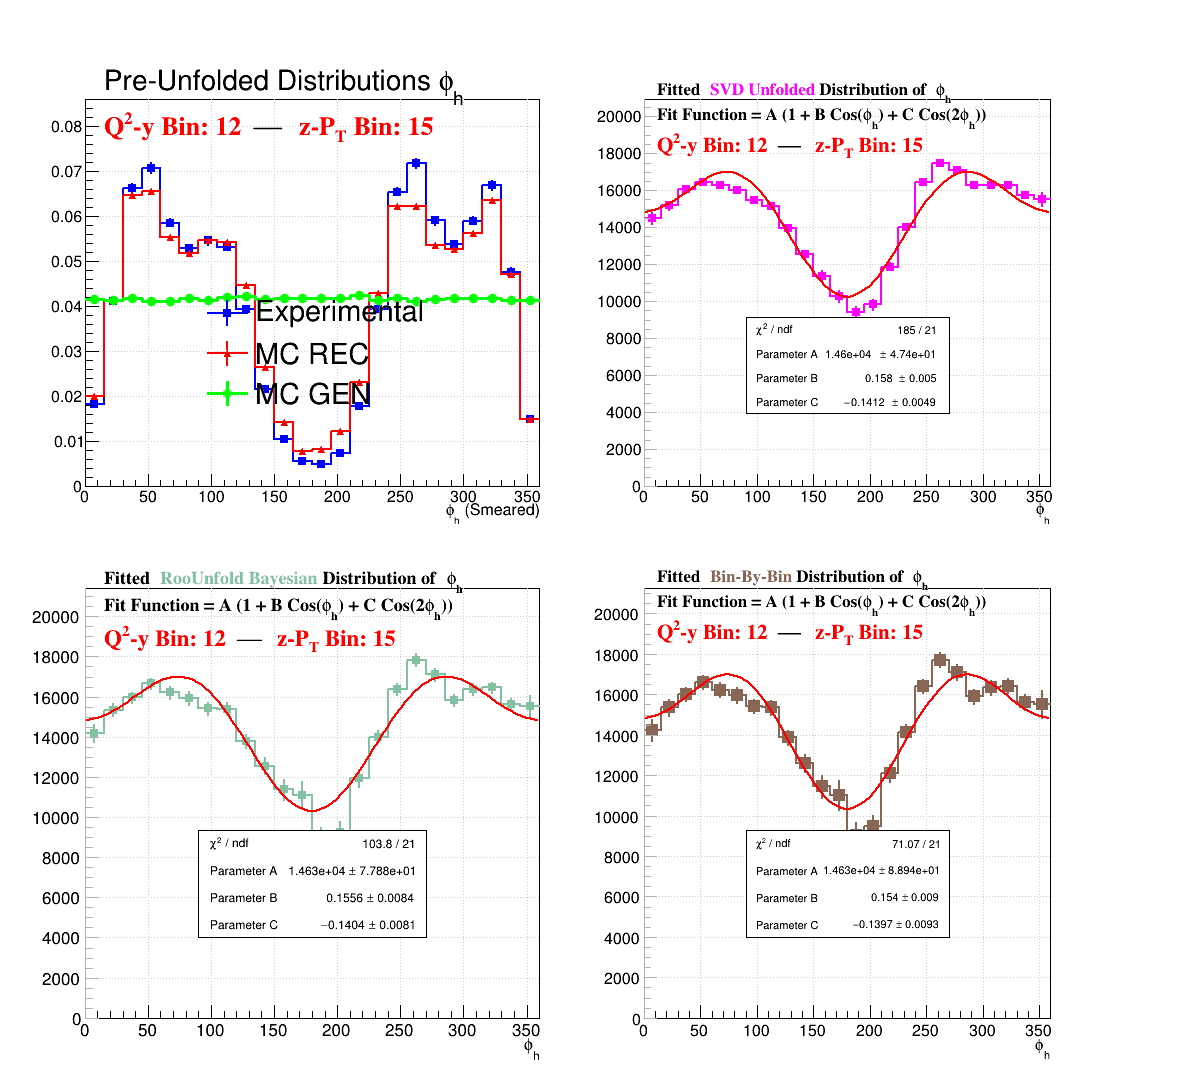 Pre-Unfolded Distributions ϕh
Q2-y Bin: 12 — z-PT Bin: 15
0.08
0.07
0.06
0.05
0.04
0.03
0.02
0.01
0
Experimental
MC REC
MC GEN
0 50 100 150 200 250 300 350
ϕh (Smeared)
Fitted SVD Unfolded Distribution of ϕh
Fit Function = A (1 + B Cos(ϕh) + C Cos(2ϕh))
Q2-y Bin: 12 — z-PT Bin: 15
20000
18000
16000
14000
12000
10000
8000
6000
4000
2000
0
χ2 / ndf 185 / 21
Parameter A 1.46e+04 ± 4.74e+01
Parameter B 0.158 ± 0.005
Parameter C −0.1412 ± 0.0049
0 50 100 150 200 250 300 350
ϕh
Fitted RooUnfold Bayesian Distribution of ϕh
Fit Function = A (1 + B Cos(ϕh) + C Cos(2ϕh))
Q2-y Bin: 12 — z-PT Bin: 15
20000
18000
16000
14000
12000
10000
8000
6000
4000
2000
0
χ2 / ndf 103.8 / 21
Parameter A 1.463e+04 ± 7.788e+01
Parameter B 0.1556 ± 0.0084
Parameter C −0.1404 ± 0.0081
0 50 100 150 200 250 300 350
ϕh
Fitted Bin-By-Bin Distribution of ϕh
Fit Function = A (1 + B Cos(ϕh) + C Cos(2ϕh))
Q2-y Bin: 12 — z-PT Bin: 15
20000
18000
16000
14000
12000
10000
8000
6000
4000
2000
0
χ2 / ndf 71.07 / 21
Parameter A 1.463e+04 ± 8.894e+01
Parameter B 0.154 ± 0.009
Parameter C −0.1397 ± 0.0093
0 50 100 150 200 250 300 350
ϕh